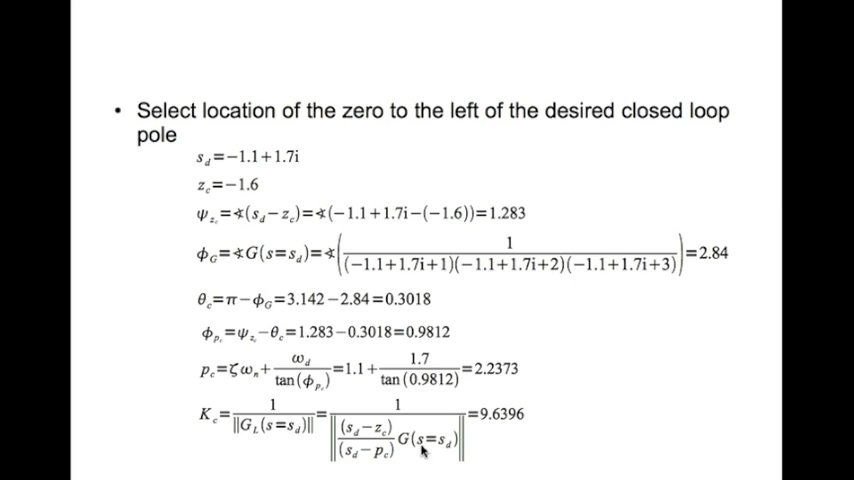 • Select location of the zero to the left of the desired closed loop
pole
s_d=−1.1+1.7i
z_c=−1.6
ψ_{z_c}=∢(s_d−z_c)=∢(−1.1+1.7i−(−1.6))=1.283
ϕ_G=∢G(s=s_d)=∢(1/((−1.1+1.7i+1)(−1.1+1.7i+2)(−1.1+1.7i+3)))=2.84
θ_c=π−ϕ_G=3.142−2.84=0.3018
ϕ_{p_c}=ψ_{z_c}−θ_c=1.283−0.3018=0.9812
p_c=ζω_n+ω_d/tan(ϕ_{p_c})=1.1+1.7/tan(0.9812)=2.2373
K_c=1/‖G_L(s=s_d)‖=1/‖(s_d−z_c)/(s_d−p_c) G(s=s_d)‖=9.6396